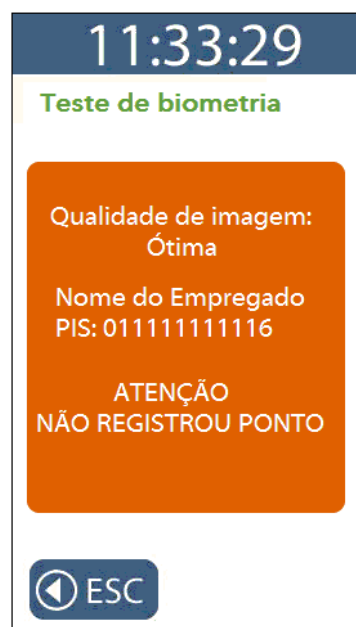 11:33:29
Teste de biometria
Qualidade de imagem:
Ótima
Nome do Empregado
PIS: 011111111116
ATENÇÃO
NÃO REGISTROU PONTO
ESC